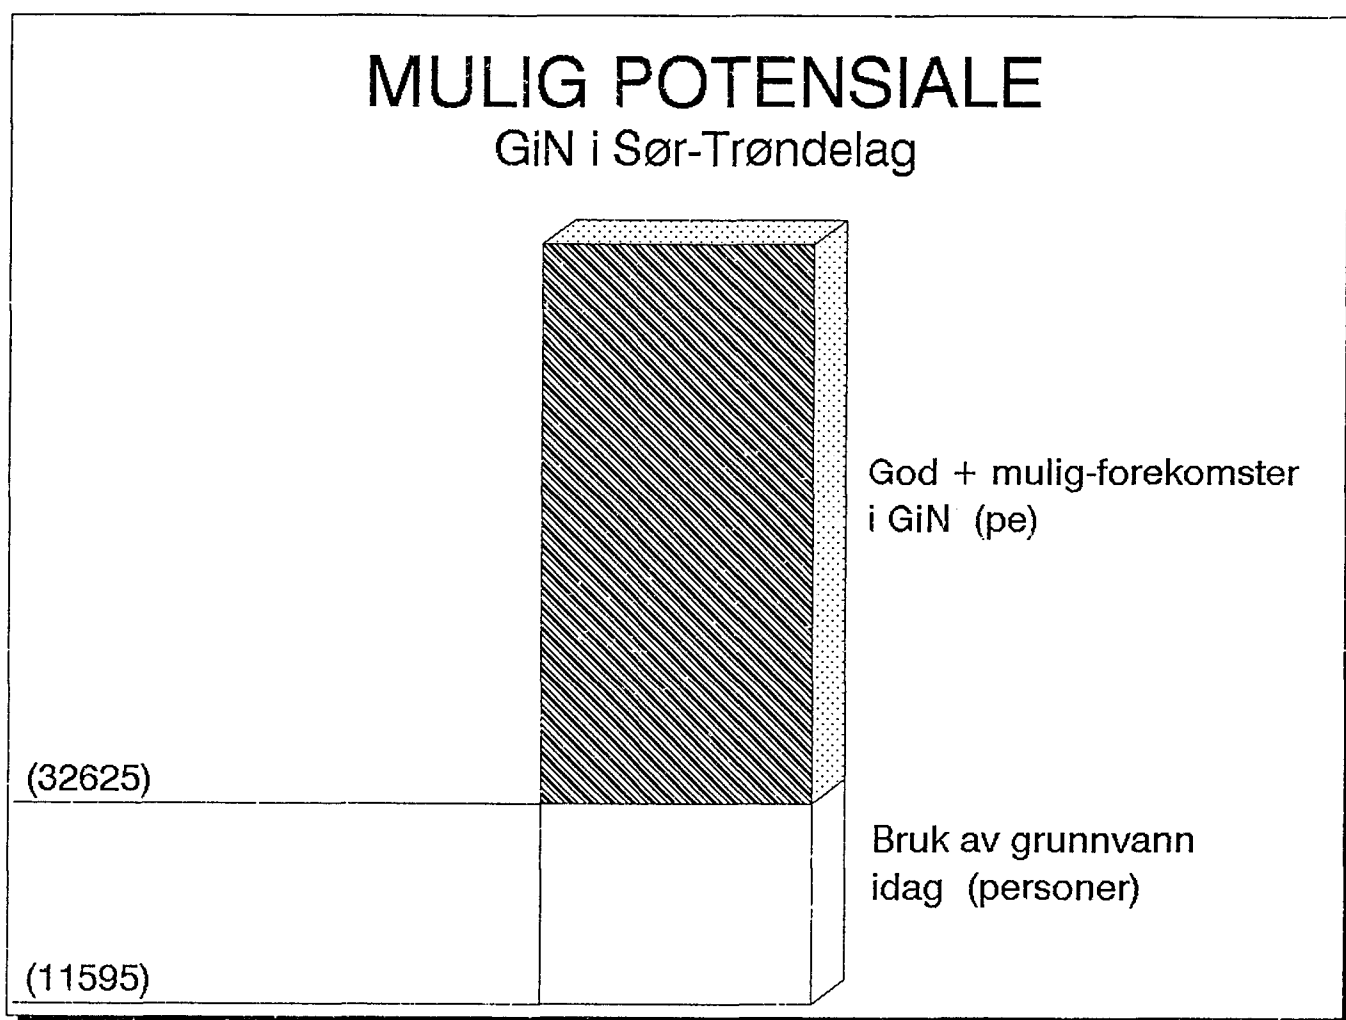 MULIG POTENSIALE
GiN i Sør-Trøndelag
God + mulig-forekomster
i GiN (pe)
(32625)
Bruk av grunnvann
idag (personer)
(11595)